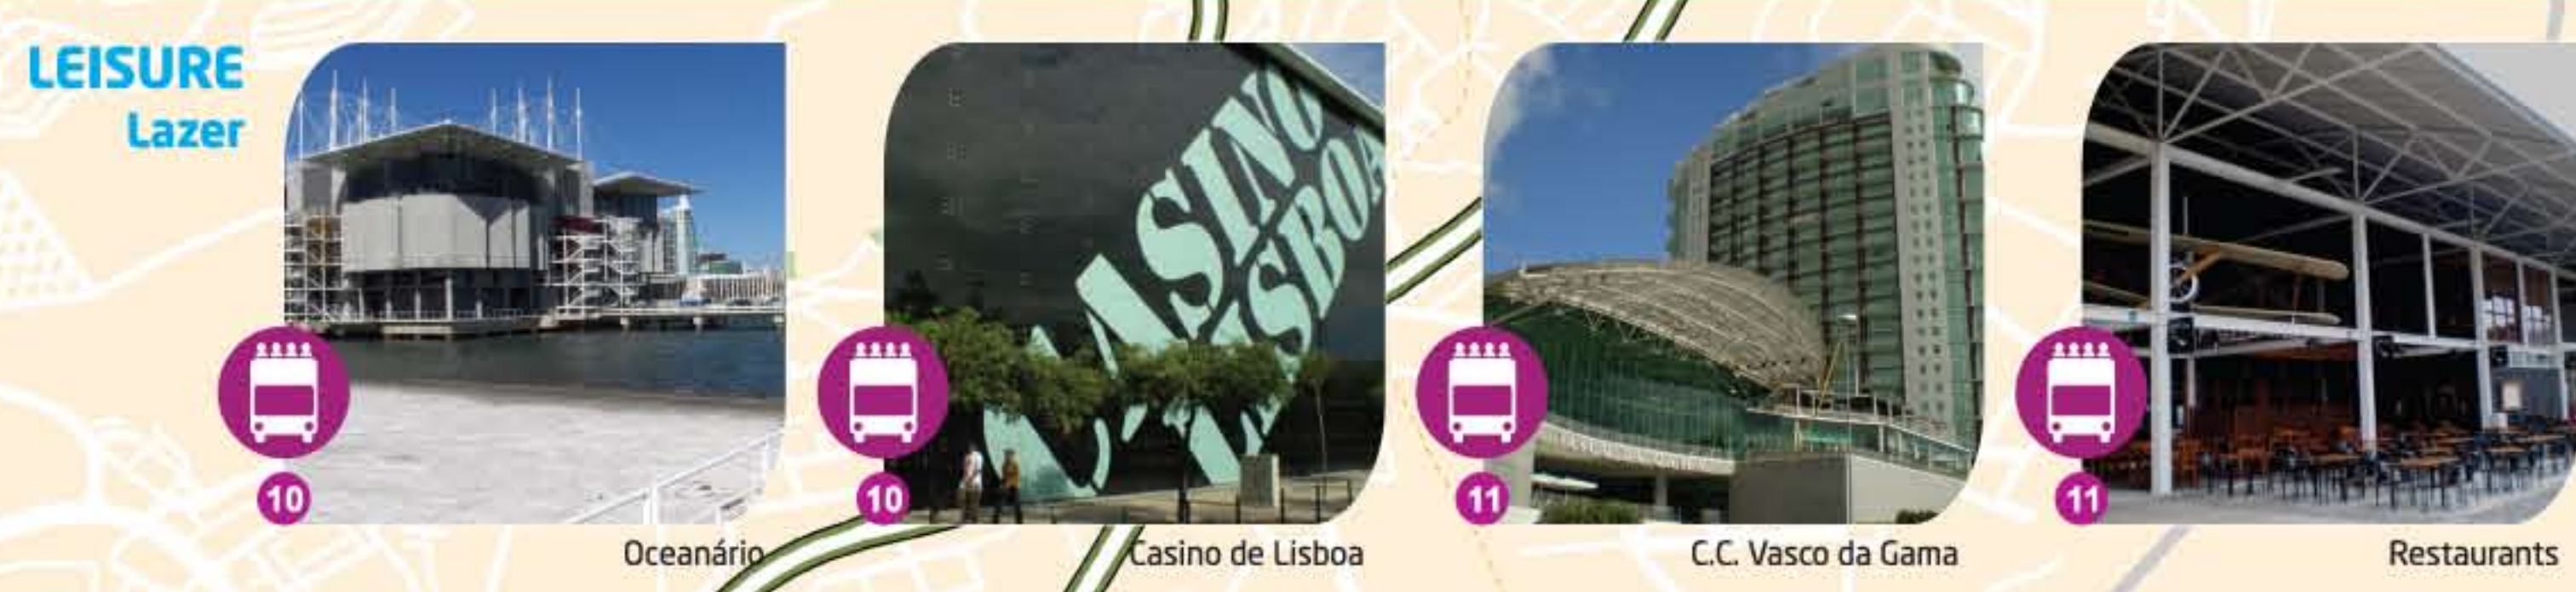 LEISURE
Lazer
CASINO
LISBOA
10
10
11
11
Oceanário
Casino de Lisboa
C.C. Vasco da Gama
Restaurants